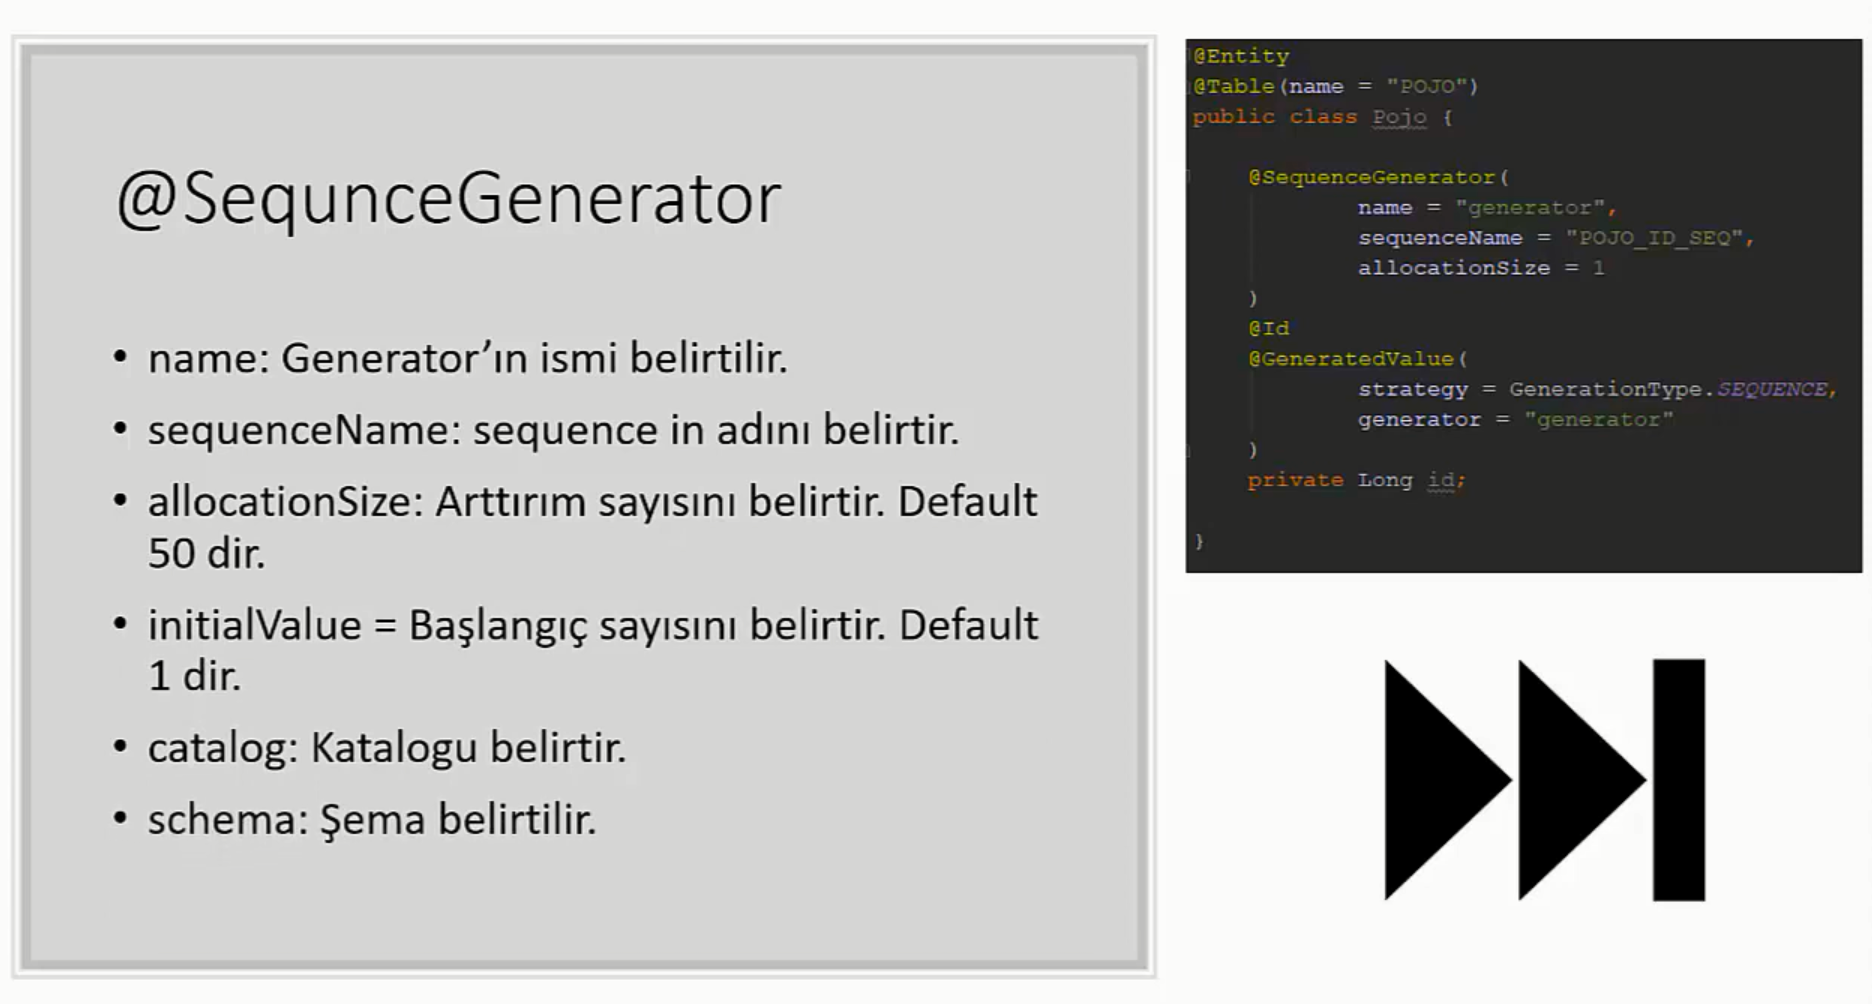 @SequnceGenerator
• name: Generator’ın ismi belirtilir.
• sequenceName: sequence in adını belirtir.
• allocationSize: Arttırım sayısını belirtir. Default
50 dir.
• initialValue = Başlangıç sayısını belirtir. Default
1 dir.
• catalog: Katalogu belirtir.
• schema: Şema belirtilir.
@Entity
@Table(name = "POJO")
public class Pojo {
@SequenceGenerator(
name = "generator",
sequenceName = "POJO_ID_SEQ",
allocationSize = 1
)
@Id
@GeneratedValue(
strategy = GenerationType.SEQUENCE,
generator = "generator"
)
private Long id;
}